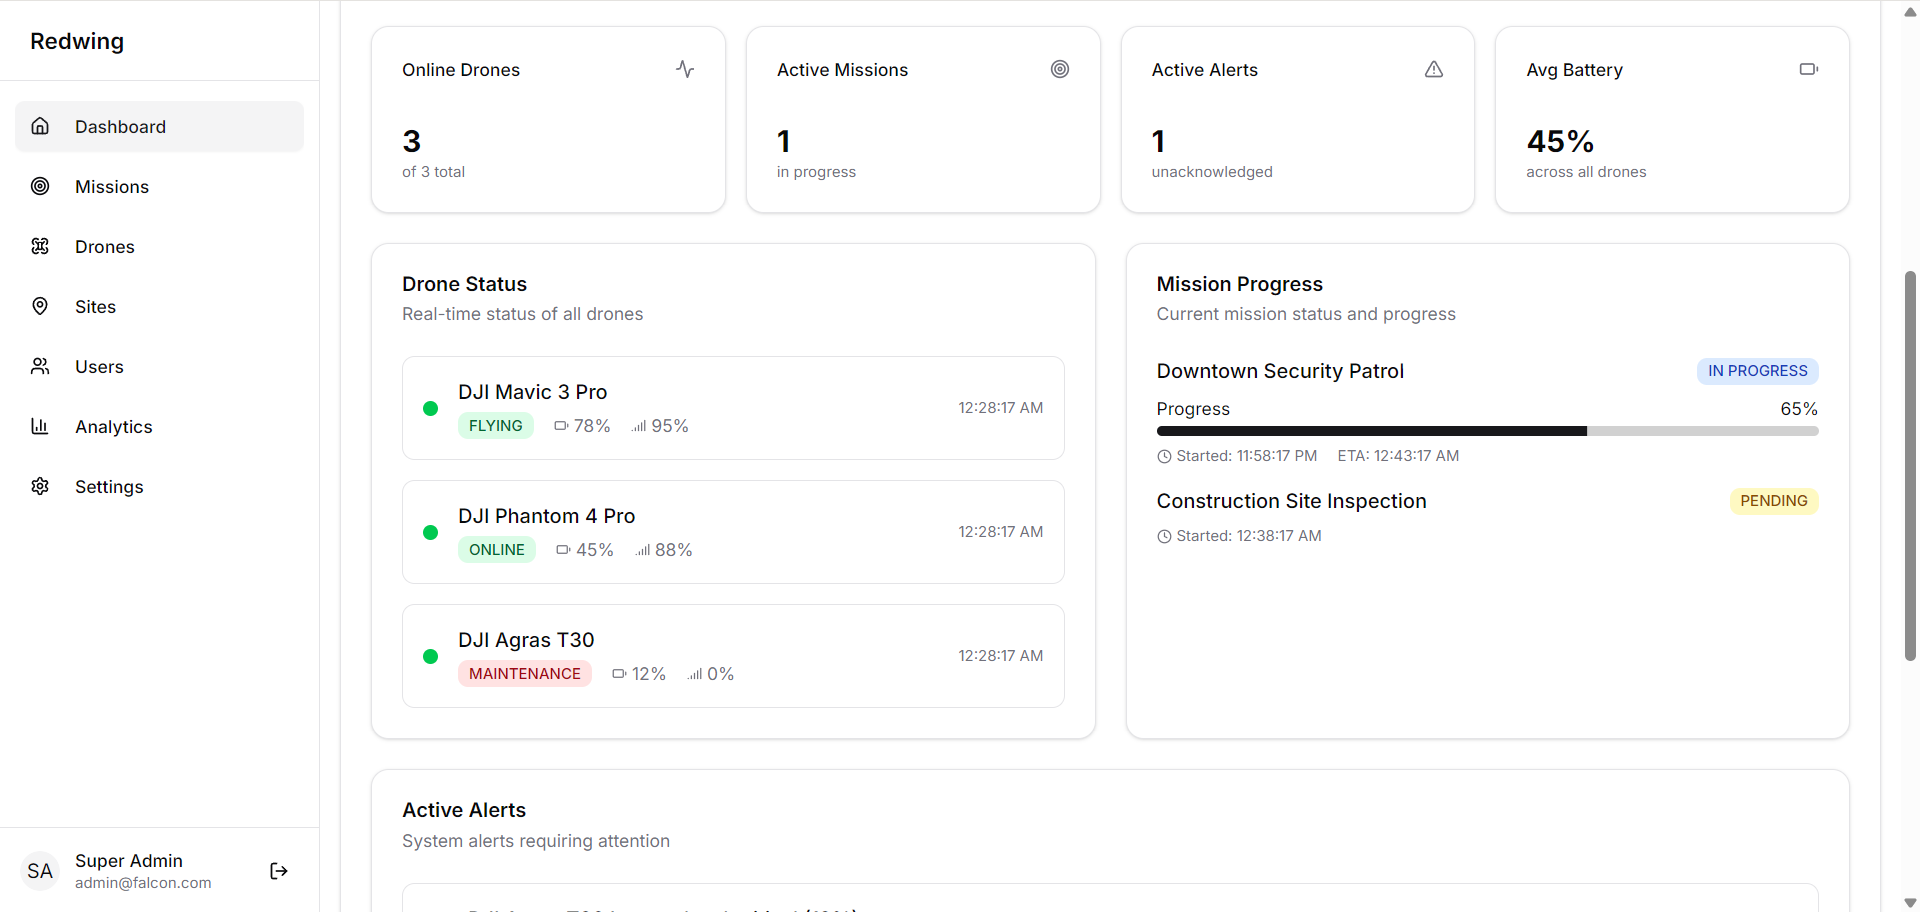 Redwing
Dashboard
Missions
Drones
Sites
Users
Analytics
Settings
SA
Super Admin
admin@falcon.com
Online Drones
3
of 3 total
Active Missions
1
in progress
Active Alerts
1
unacknowledged
Avg Battery
45%
across all drones
Drone Status
Real-time status of all drones
DJI Mavic 3 Pro
FLYING 78% 95%
12:28:17 AM
DJI Phantom 4 Pro
ONLINE 45% 88%
12:28:17 AM
DJI Agras T30
MAINTENANCE 12% 0%
12:28:17 AM
Mission Progress
Current mission status and progress
Downtown Security Patrol IN PROGRESS
Progress 65%
Started: 11:58:17 PM ETA: 12:43:17 AM
Construction Site Inspection PENDING
Started: 12:38:17 AM
Active Alerts
System alerts requiring attention